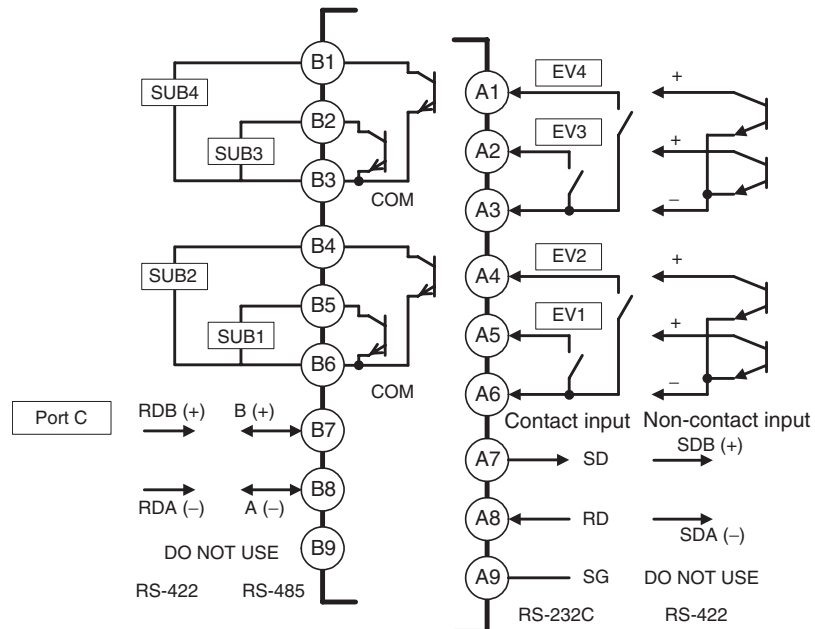 B1
SUB4
B2
SUB3
B3
COM
B4
SUB2
B5
SUB1
B6
COM
Port C
RDB (+)
B (+)
B7
RDA (−)
A (−)
B8
DO NOT USE
B9
RS-422
RS-485
A1
EV4
+
A2
EV3
+
A3
−
A4
EV2
+
A5
EV1
+
A6
−
Contact input
Non-contact input
A7
SD
SDB (+)
A8
RD
SDA (−)
A9
SG
DO NOT USE
RS-232C
RS-422